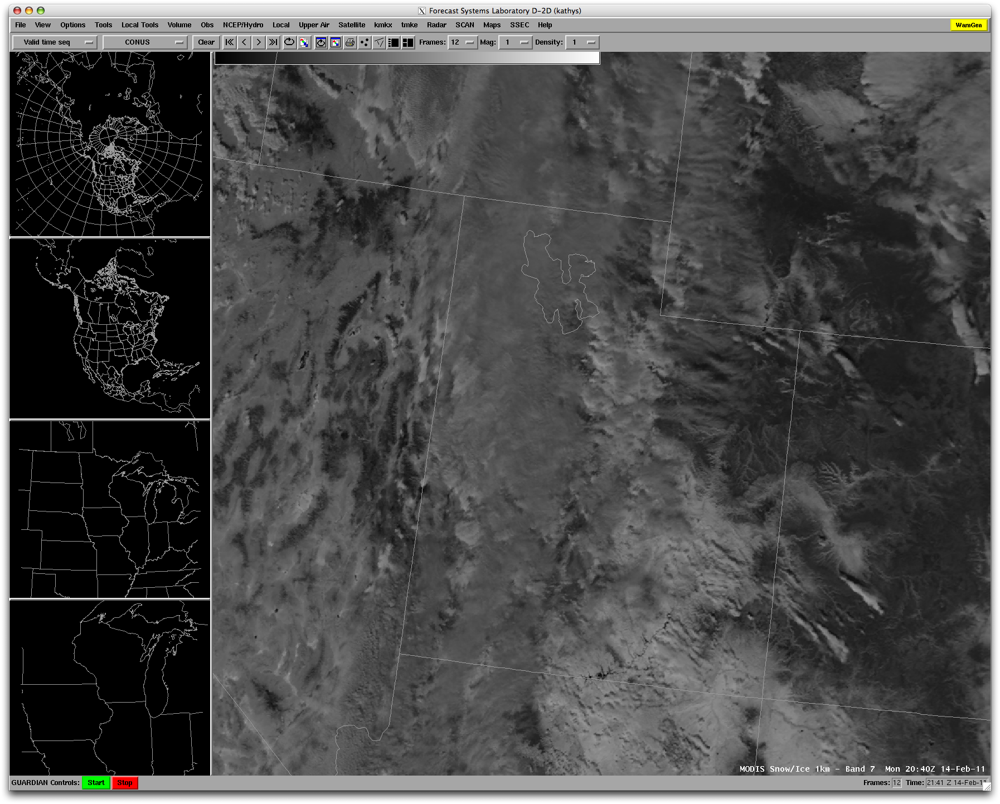 Forecast Systems Laboratory D-2D (kathys)
File View Options Tools Local Tools Volume Obs NCEP/Hydro Local Upper Air Satellite kmkx tmke Radar SCAN Maps SSEC Help WarnGen
Valid time seq CONUS Clear Frames: 12 Mag: 1 Density: 1
MODIS Snow/Ice 1km - Band 7 Mon 20:40Z 14-Feb-11
GUARDIAN Controls: Start Stop Frames: 12 Time: 21:41 Z 14-Feb-11